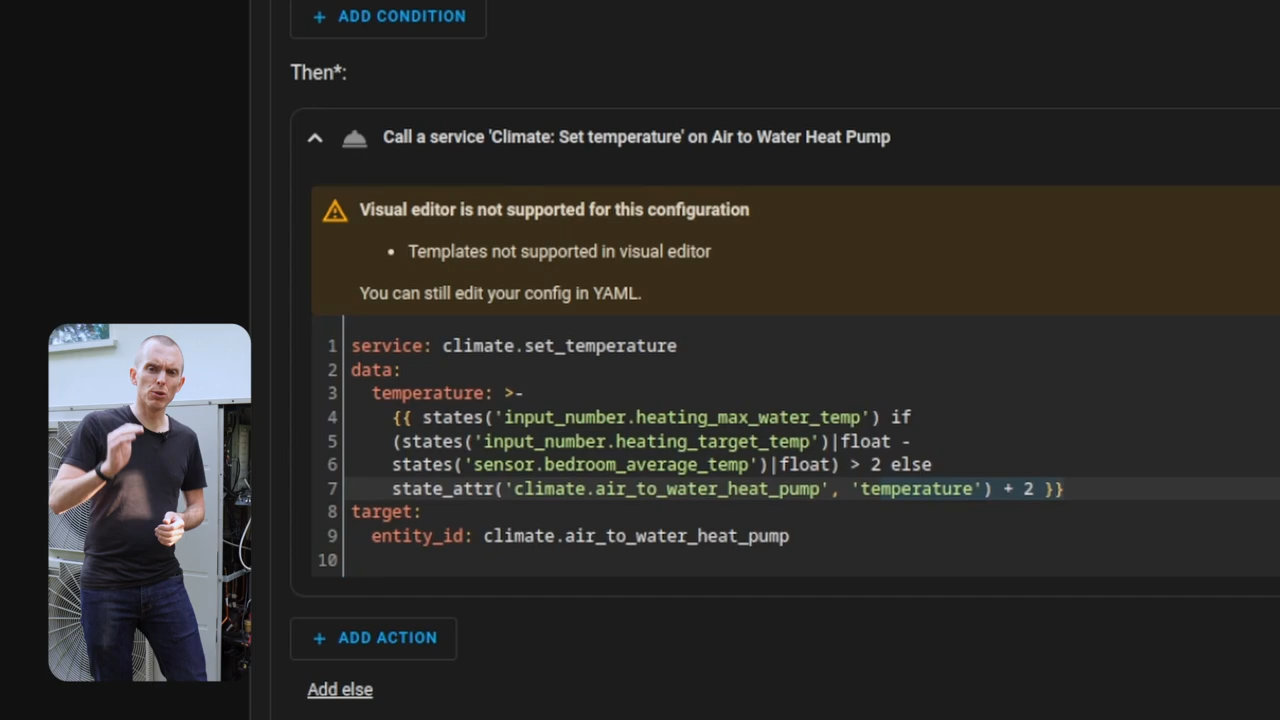 + ADD CONDITION
Then*:
Call a service 'Climate: Set temperature' on Air to Water Heat Pump
Visual editor is not supported for this configuration
• Templates not supported in visual editor
You can still edit your config in YAML.
1 service: climate.set_temperature
2 data:
3 temperature: >-
4 {{ states('input_number.heating_max_water_temp') if
5 (states('input_number.heating_target_temp')|float -
6 states('sensor.bedroom_average_temp')|float) > 2 else
7 state_attr('climate.air_to_water_heat_pump', 'temperature') + 2 }}
8 target:
9 entity_id: climate.air_to_water_heat_pump
10
+ ADD ACTION
Add else